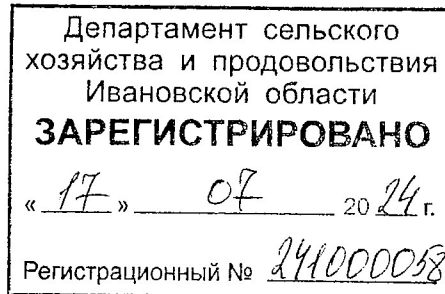 Департамент сельского
хозяйства и продовольствия
Ивановской области
ЗАРЕГИСТРИРОВАНО
« 17 » 07 20 24 г.
Регистрационный № 241000058